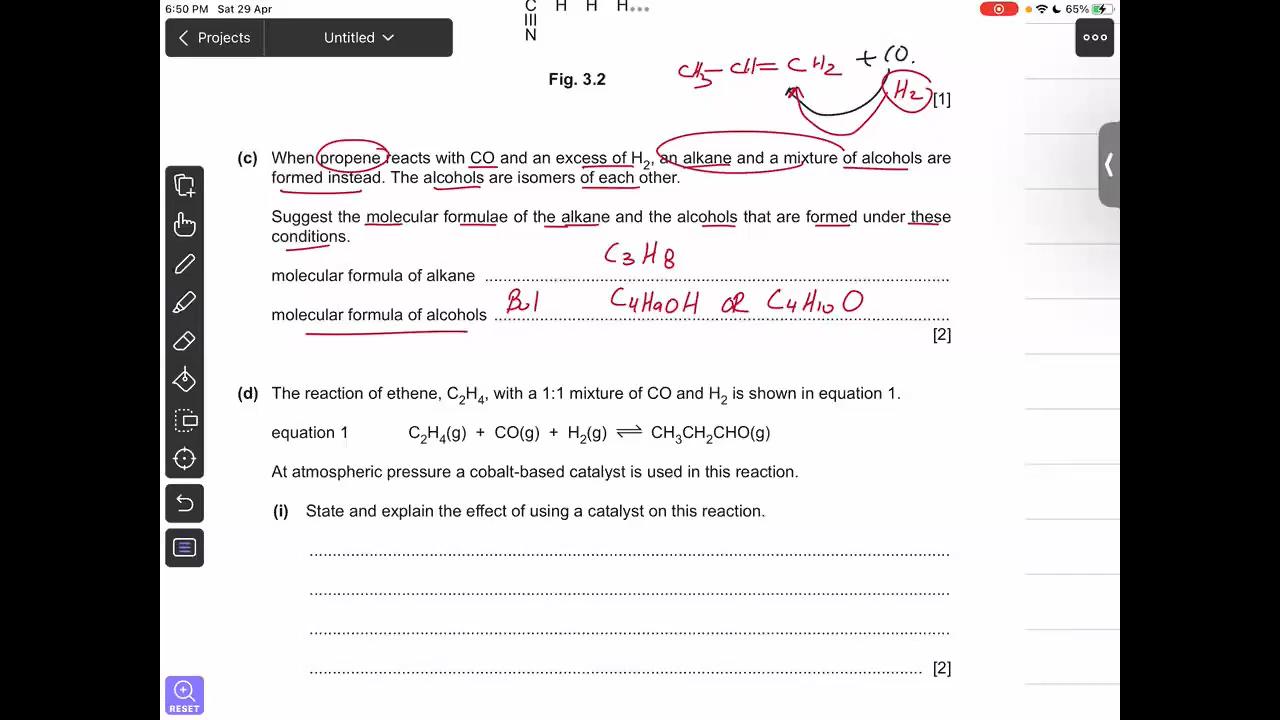 6:50 PM Sat 29 Apr
65%
Projects
Untitled
C H H H
N
Fig. 3.2
CH3 — CH = CH2 + CO.
H2
[1]
(c) When propene reacts with CO and an excess of H2, an alkane and a mixture of alcohols are
formed instead. The alcohols are isomers of each other.
Suggest the molecular formulae of the alkane and the alcohols that are formed under these
conditions.
C3H8
molecular formula of alkane ........................................
But C4H9OH OR C4H10O
molecular formula of alcohols ........................................
[2]
(d) The reaction of ethene, C2H4, with a 1:1 mixture of CO and H2 is shown in equation 1.
equation 1 C2H4(g) + CO(g) + H2(g) ⇌ CH3CH2CHO(g)
At atmospheric pressure a cobalt-based catalyst is used in this reaction.
(i) State and explain the effect of using a catalyst on this reaction.
[2]
RESET